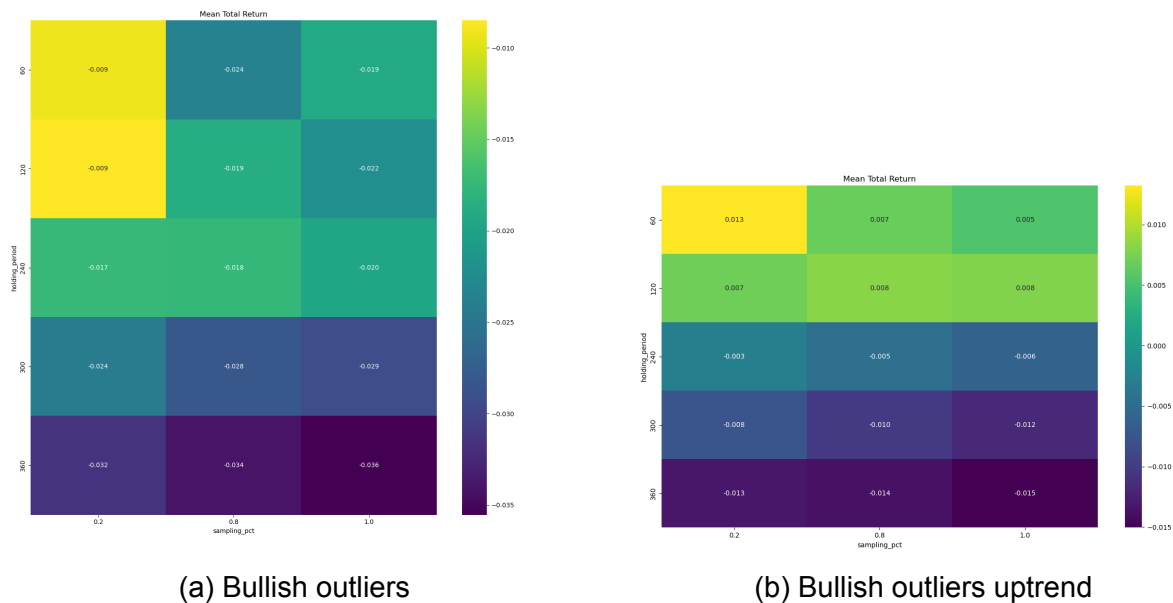 Mean Total Return
60
120
240
300
360
holding_period
-0.009 -0.024 -0.019
-0.009 -0.019 -0.022
-0.017 -0.018 -0.020
-0.024 -0.028 -0.029
-0.032 -0.034 -0.036
0.2 0.8 1.0
sampling_pct
−0.010
−0.015
−0.020
−0.025
−0.030
−0.035
(a) Bullish outliers
Mean Total Return
60
120
240
300
360
holding_period
0.013 0.007 0.005
0.007 0.008 0.008
-0.003 -0.005 -0.006
-0.008 -0.010 -0.012
-0.013 -0.014 -0.015
0.2 0.8 1.0
sampling_pct
0.010
0.005
0.000
−0.005
−0.010
−0.015
(b) Bullish outliers uptrend